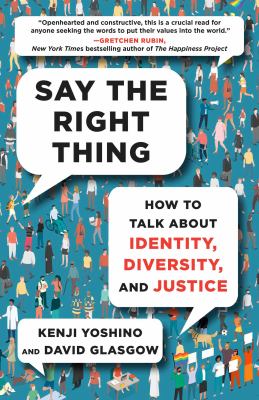 "Openhearted and constructive, this is a crucial read for
anyone seeking the words to put their values into the world."
—GRETCHEN RUBIN,
New York Times bestselling author of The Happiness Project
SAY THE
RIGHT
THING
HOW TO
TALK ABOUT
IDENTITY,
DIVERSITY,
AND JUSTICE
KENJI YOSHINO
AND DAVID GLASGOW